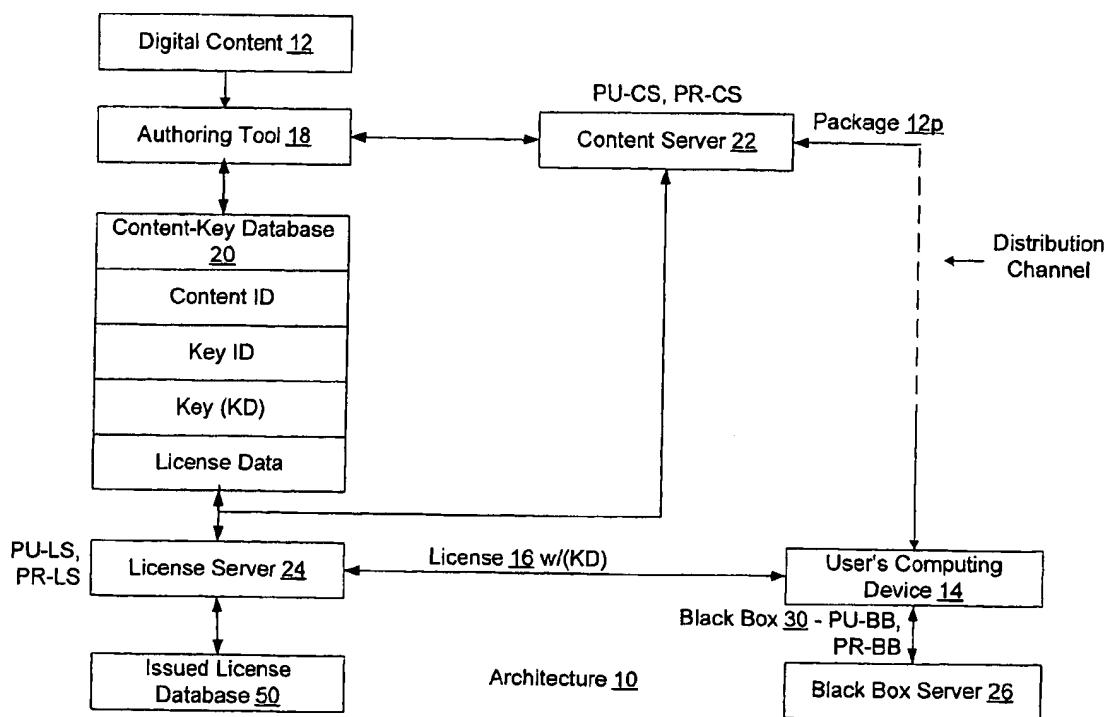 Digital Content 12
PU-CS, PR-CS
Authoring Tool 18
Content Server 22
Package 12p
Content-Key Database
20
Distribution
Channel
Content ID
Key ID
Key (KD)
License Data
PU-LS,
PR-LS
License Server 24
License 16 w/(KD)
User's Computing
Device 14
Black Box 30 - PU-BB,
PR-BB
Issued License
Database 50
Architecture 10
Black Box Server 26